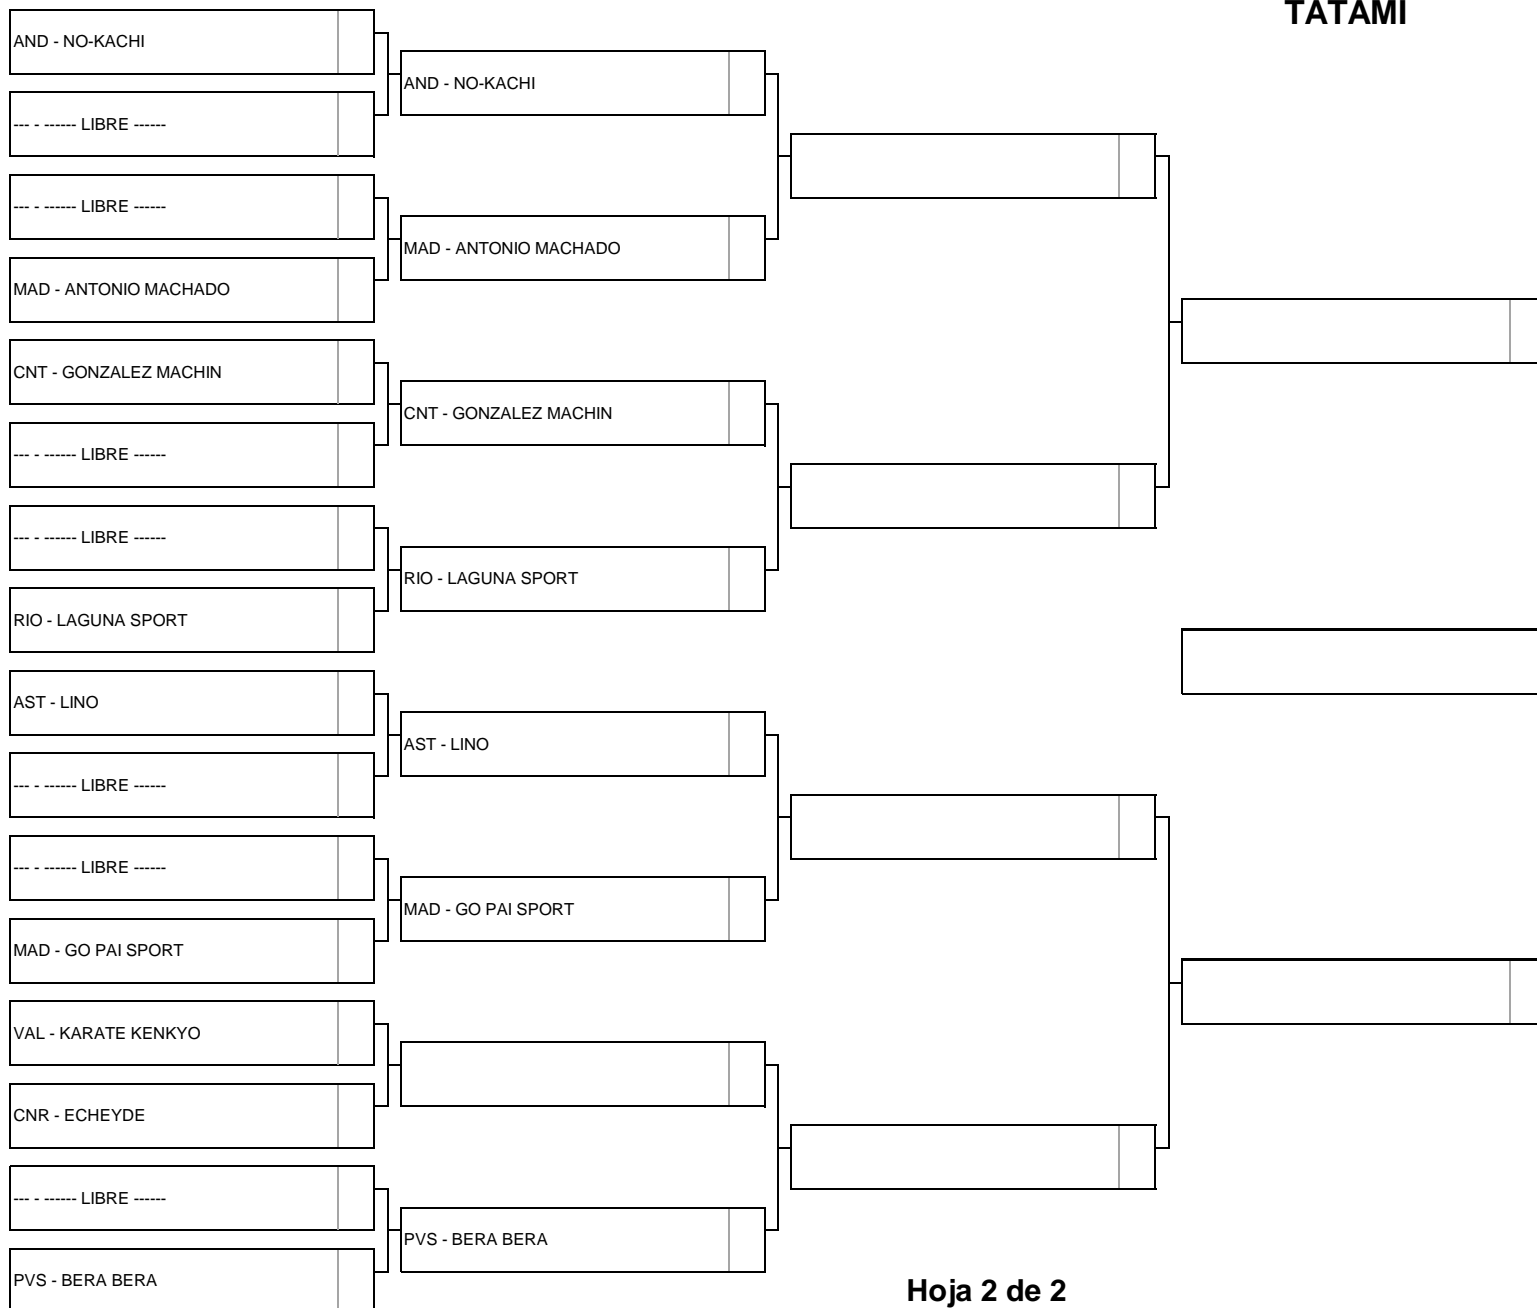 TATAMI
AND - NO-KACHI
--- - ------ LIBRE ------
--- - ------ LIBRE ------
MAD - ANTONIO MACHADO
CNT - GONZALEZ MACHIN
--- - ------ LIBRE ------
--- - ------ LIBRE ------
RIO - LAGUNA SPORT
AST - LINO
--- - ------ LIBRE ------
--- - ------ LIBRE ------
MAD - GO PAI SPORT
VAL - KARATE KENKYO
CNR - ECHEYDE
--- - ------ LIBRE ------
PVS - BERA BERA
AND - NO-KACHI
MAD - ANTONIO MACHADO
CNT - GONZALEZ MACHIN
RIO - LAGUNA SPORT
AST - LINO
MAD - GO PAI SPORT
PVS - BERA BERA
Hoja 2 de 2